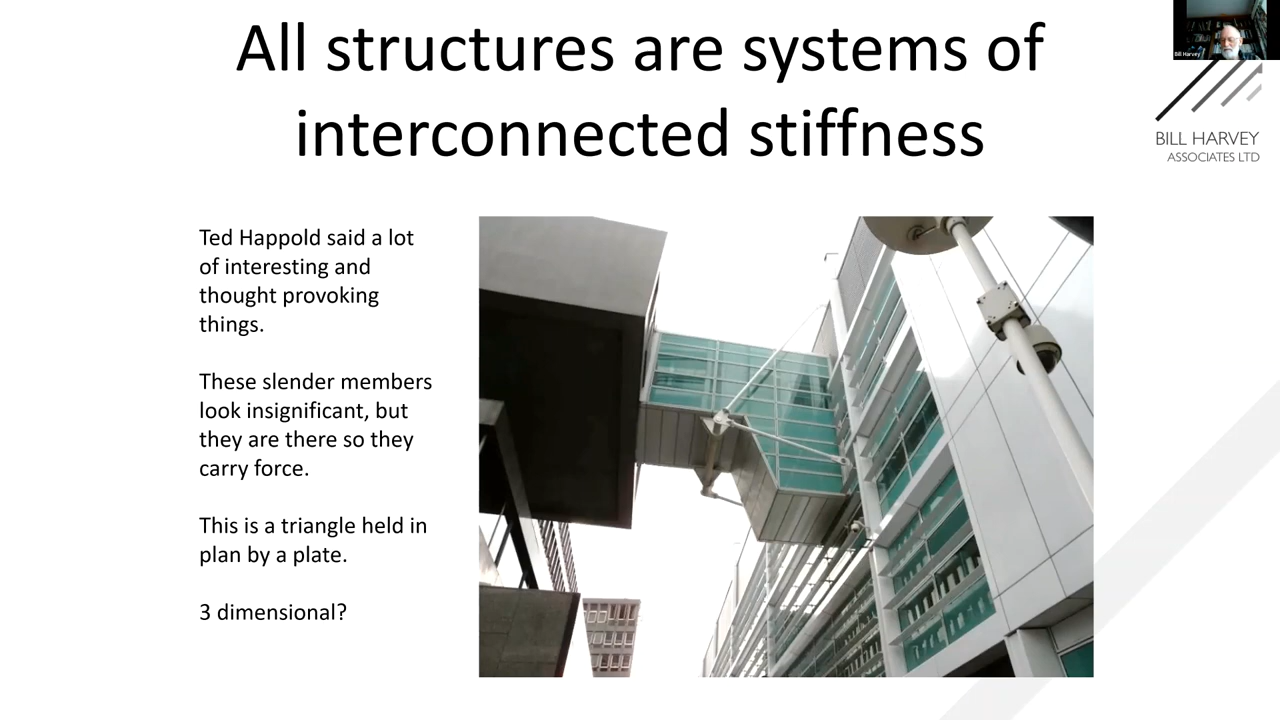 All structures are systems of
interconnected stiffness
Bill Harvey
BILL HARVEY
ASSOCIATES LTD
Ted Happold said a lot
of interesting and
thought provoking
things.
These slender members
look insignificant, but
they are there so they
carry force.
This is a triangle held in
plan by a plate.
3 dimensional?